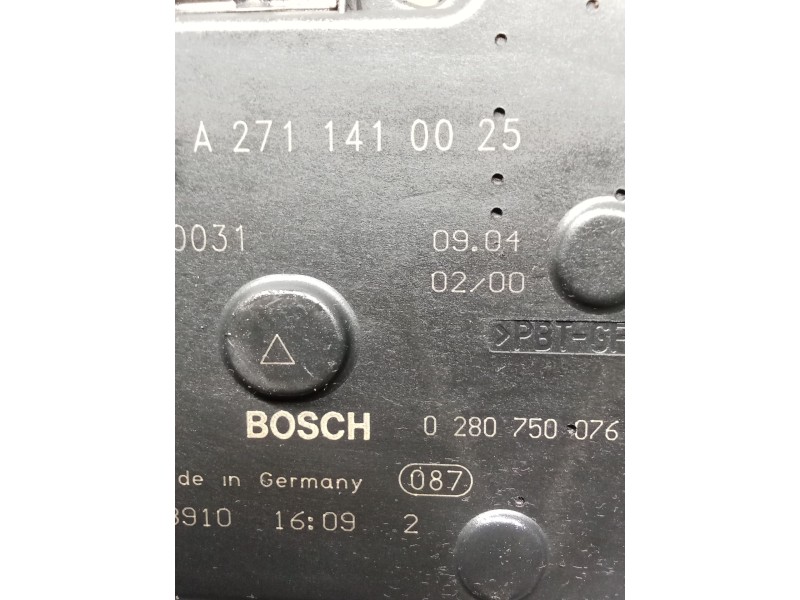 A 271 141 00 25
0031 09.04
02/00
>PBT-GF
BOSCH 0 280 750 076
de in Germany 087
8910 16:09 2